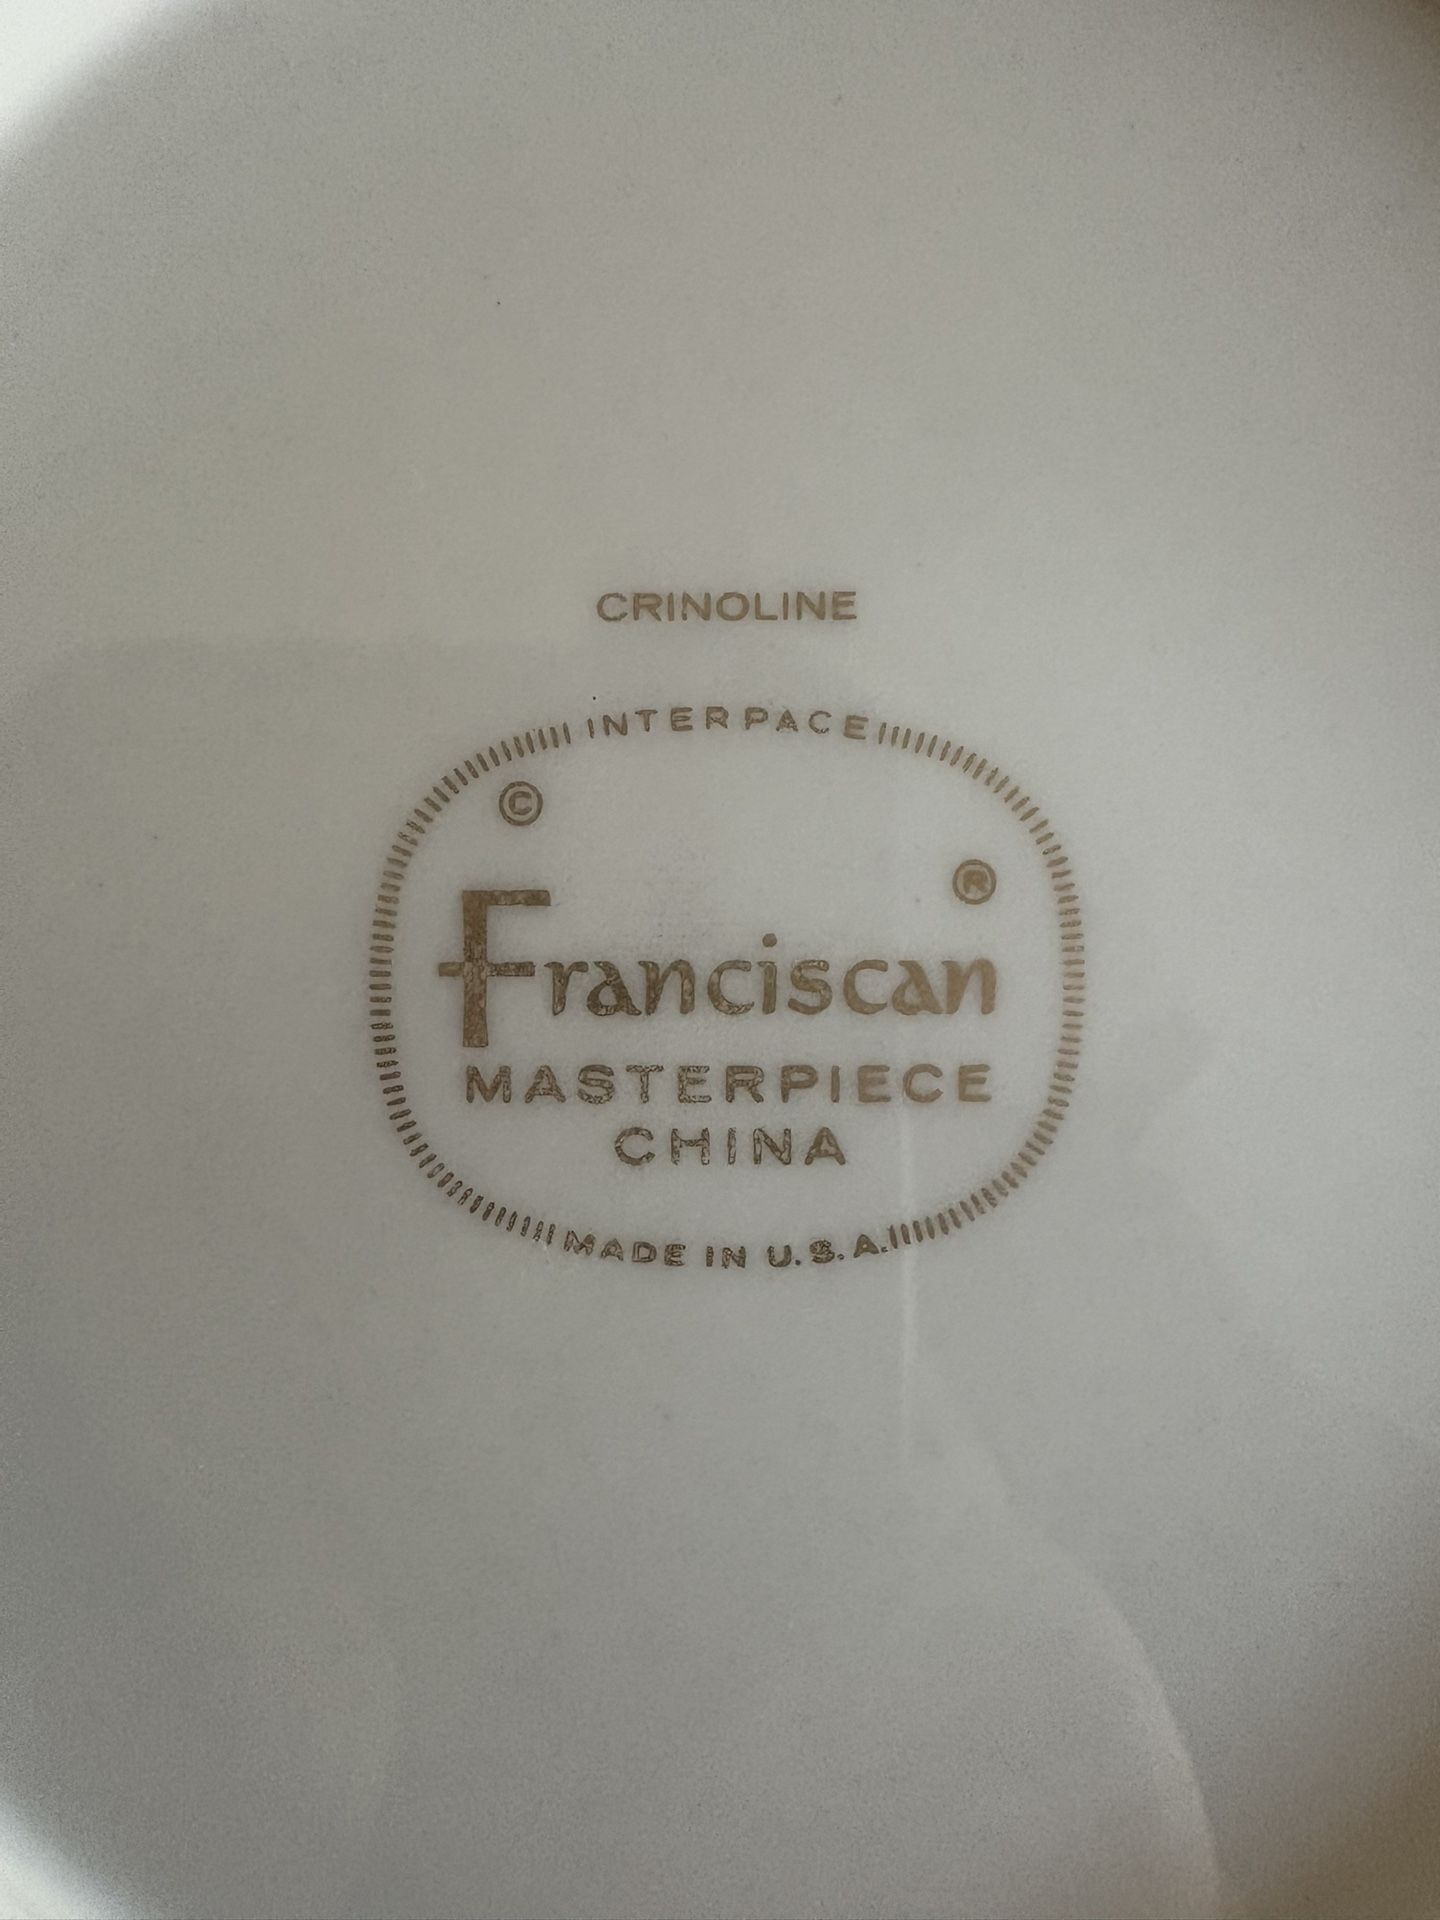 CRINOLINE
INTERPACE
©
®
Franciscan
MASTERPIECE
CHINA
MADE IN U.S.A.